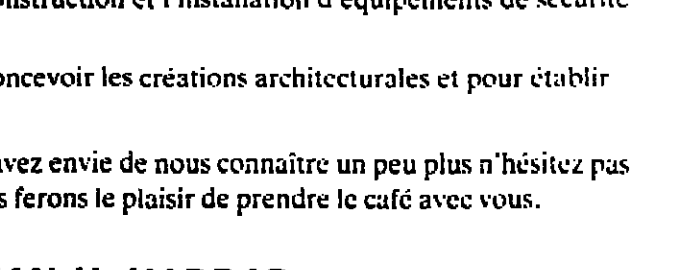 onstruction et l'installation d'équipements de sécurité
oncevoir les créations architecturales et pour établir
avez envie de nous connaître un peu plus n'hésitez pas
s ferons le plaisir de prendre le café avec vous.